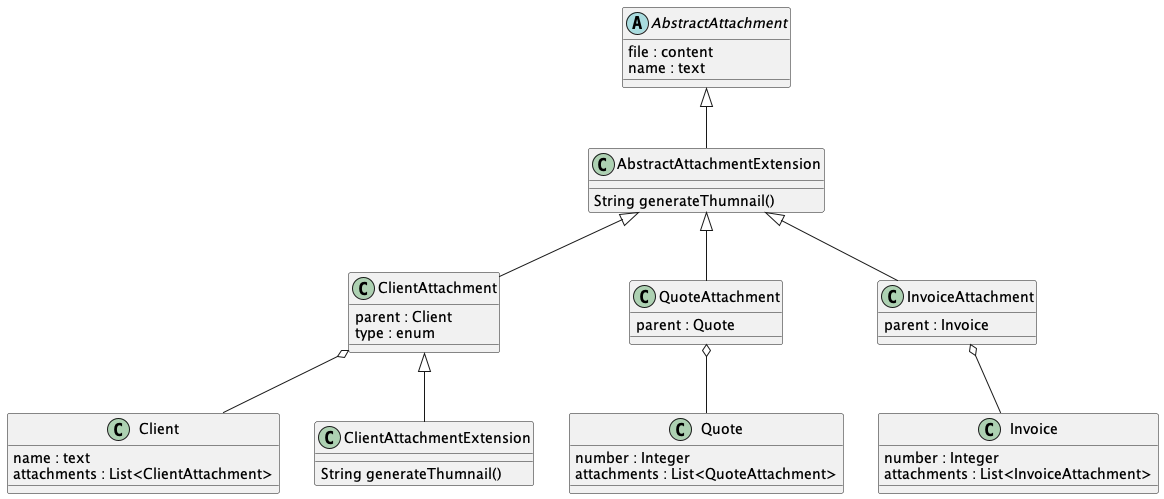 A AbstractAttachment
file : content
name : text
C AbstractAttachmentExtension
String generateThumnail()
C ClientAttachment
parent : Client
type : enum
C QuoteAttachment
parent : Quote
C InvoiceAttachment
parent : Invoice
C Client
name : text
attachments : List<ClientAttachment>
C ClientAttachmentExtension
String generateThumnail()
C Quote
number : Integer
attachments : List<QuoteAttachment>
C Invoice
number : Integer
attachments : List<InvoiceAttachment>